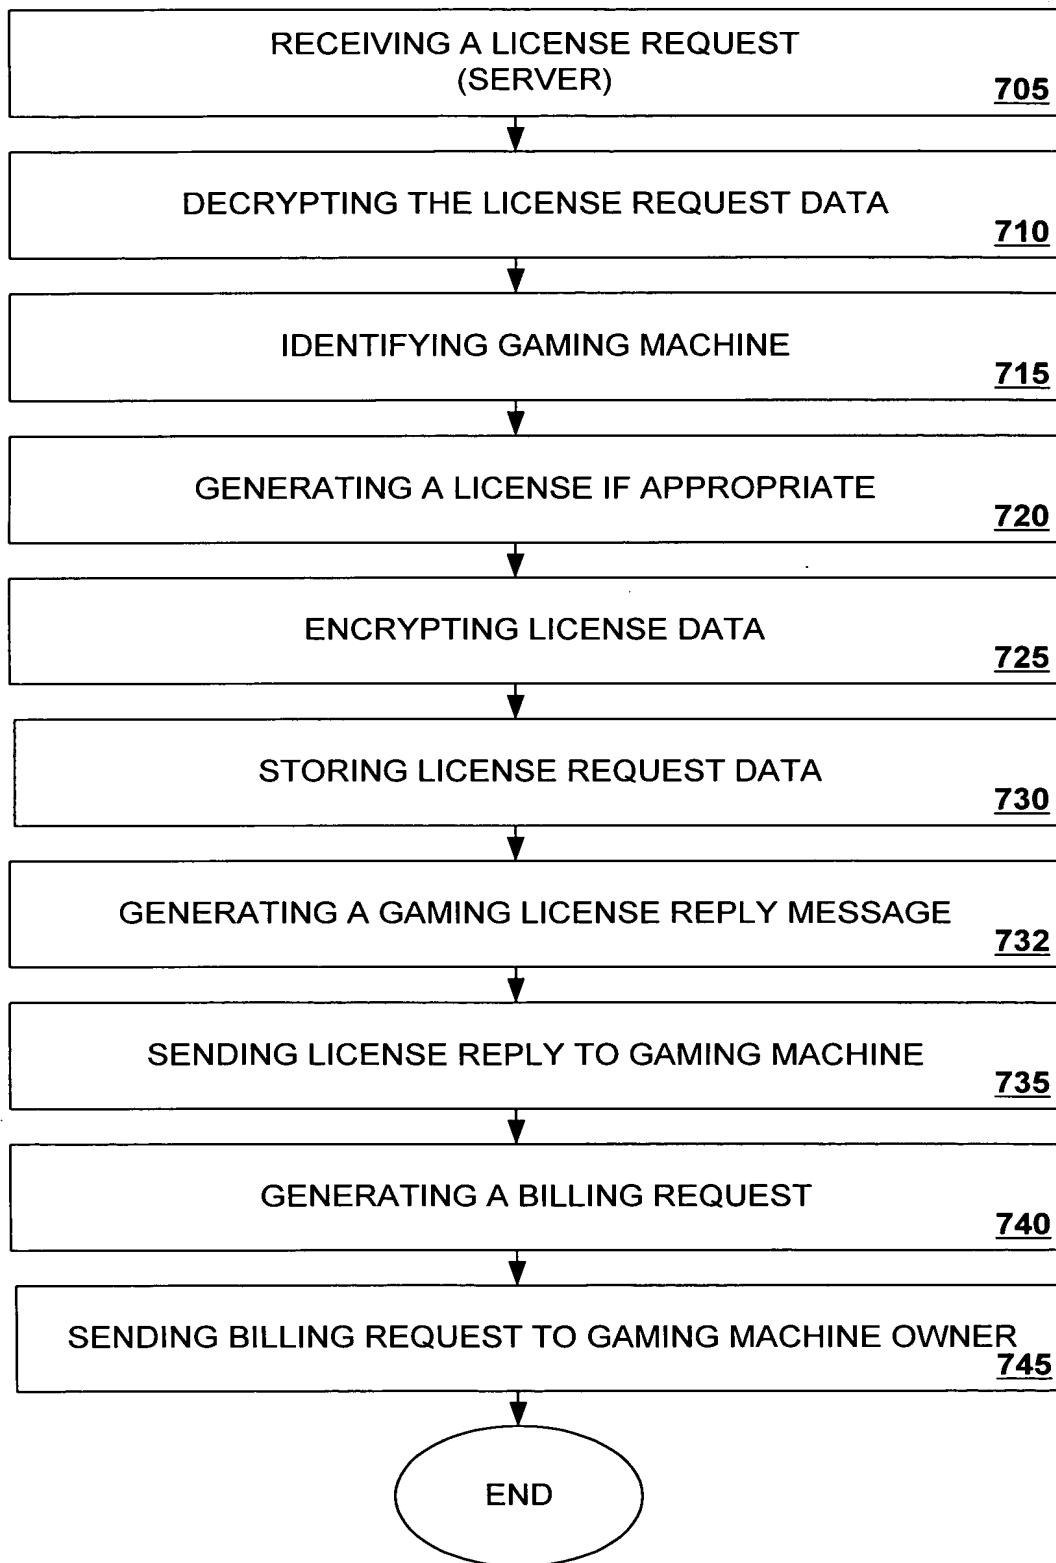 RECEIVING A LICENSE REQUEST
(SERVER)
705
DECRYPTING THE LICENSE REQUEST DATA
710
IDENTIFYING GAMING MACHINE
715
GENERATING A LICENSE IF APPROPRIATE
720
ENCRYPTING LICENSE DATA
725
STORING LICENSE REQUEST DATA
730
GENERATING A GAMING LICENSE REPLY MESSAGE
732
SENDING LICENSE REPLY TO GAMING MACHINE
735
GENERATING A BILLING REQUEST
740
SENDING BILLING REQUEST TO GAMING MACHINE OWNER
745
END